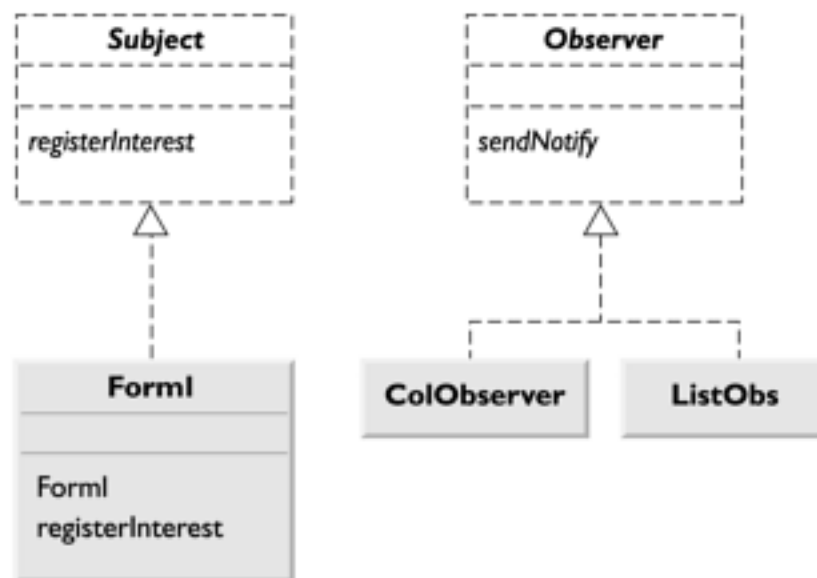 Subject
registerInterest
Observer
sendNotify
Form1
Form1
registerInterest
ColObserver
ListObs